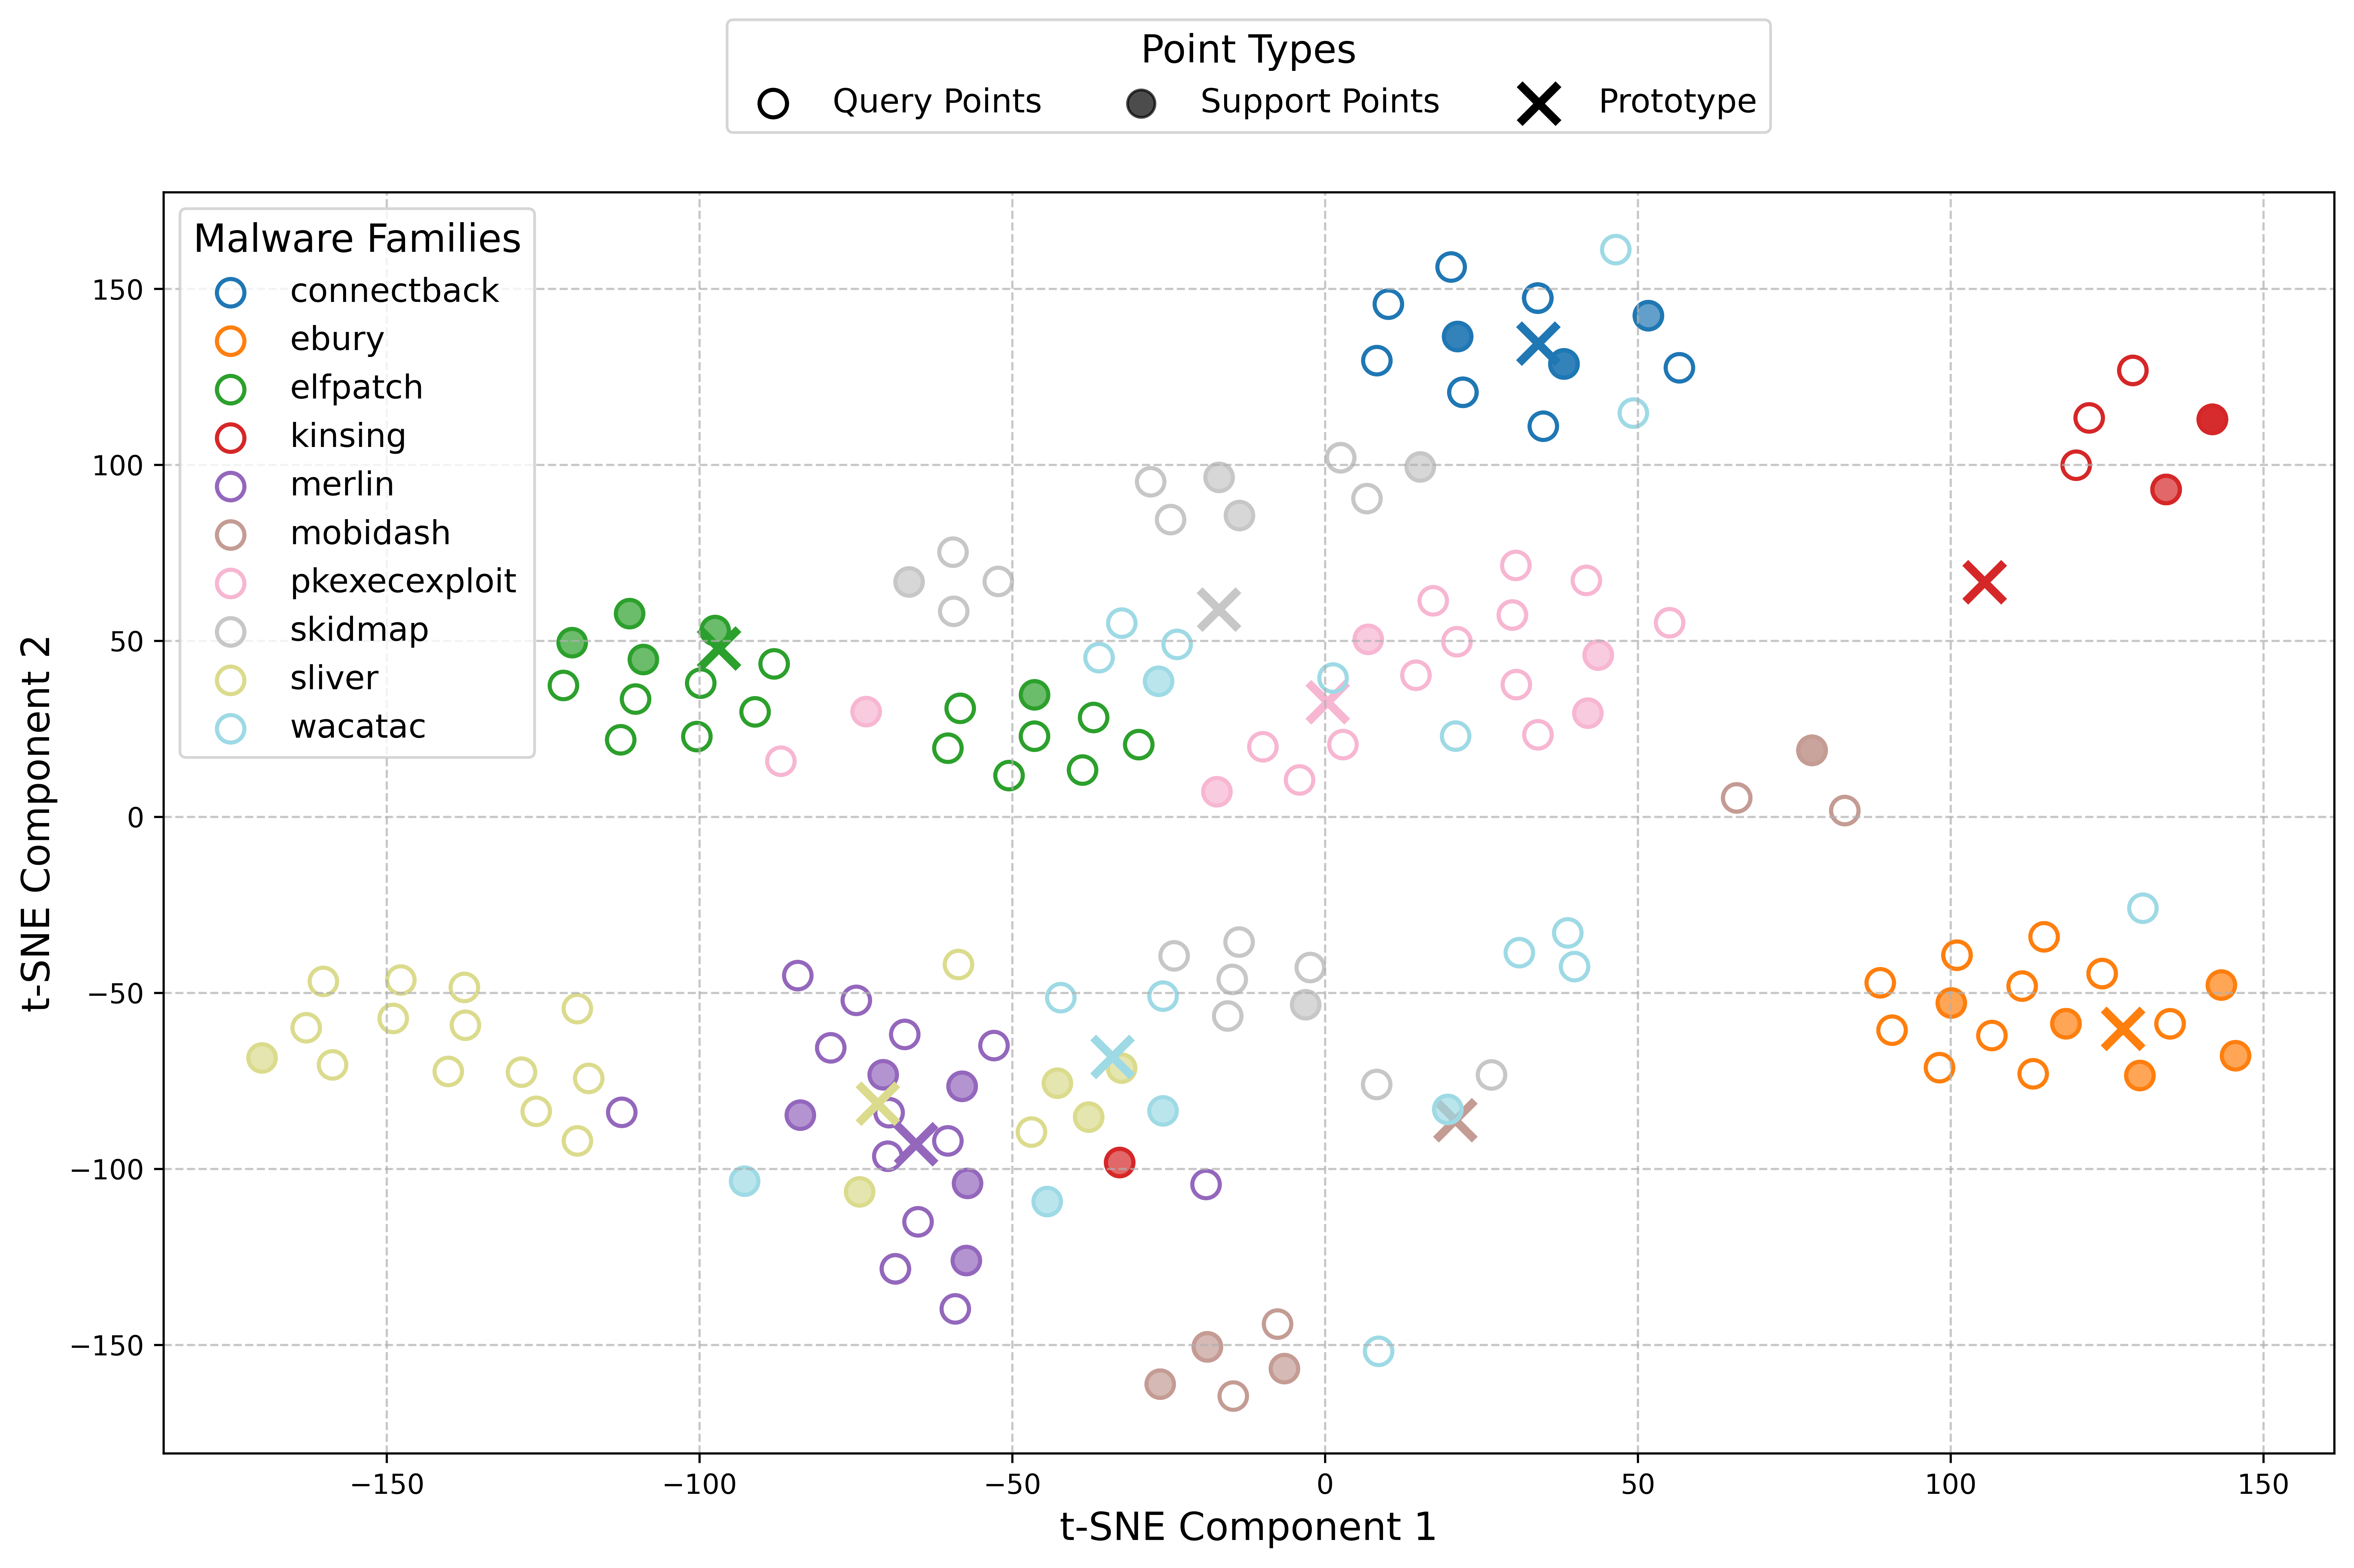 Point Types
Query Points Support Points Prototype
Malware Families
connectback
ebury
elfpatch
kinsing
merlin
mobidash
pkexecexploit
skidmap
sliver
wacatac
150
100
50
0
−50
−100
−150
t-SNE Component 2
−150 −100 −50 0 50 100 150
t-SNE Component 1